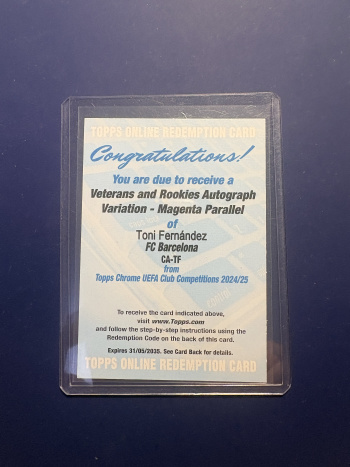 TOPPS ONLINE REDEMPTION CARD
Congratulations!
You are due to receive a
Veterans and Rookies Autograph
Variation - Magenta Parallel
of
Toni Fernández
FC Barcelona
CA-TF
from
Topps Chrome UEFA Club Competitions 2024/25
To receive the card indicated above,
visit www.Topps.com
and follow the step-by-step instructions using the
Redemption Code on the back of this card.
Expires 31/05/2035. See Card Back for details.
TOPPS ONLINE REDEMPTION CARD